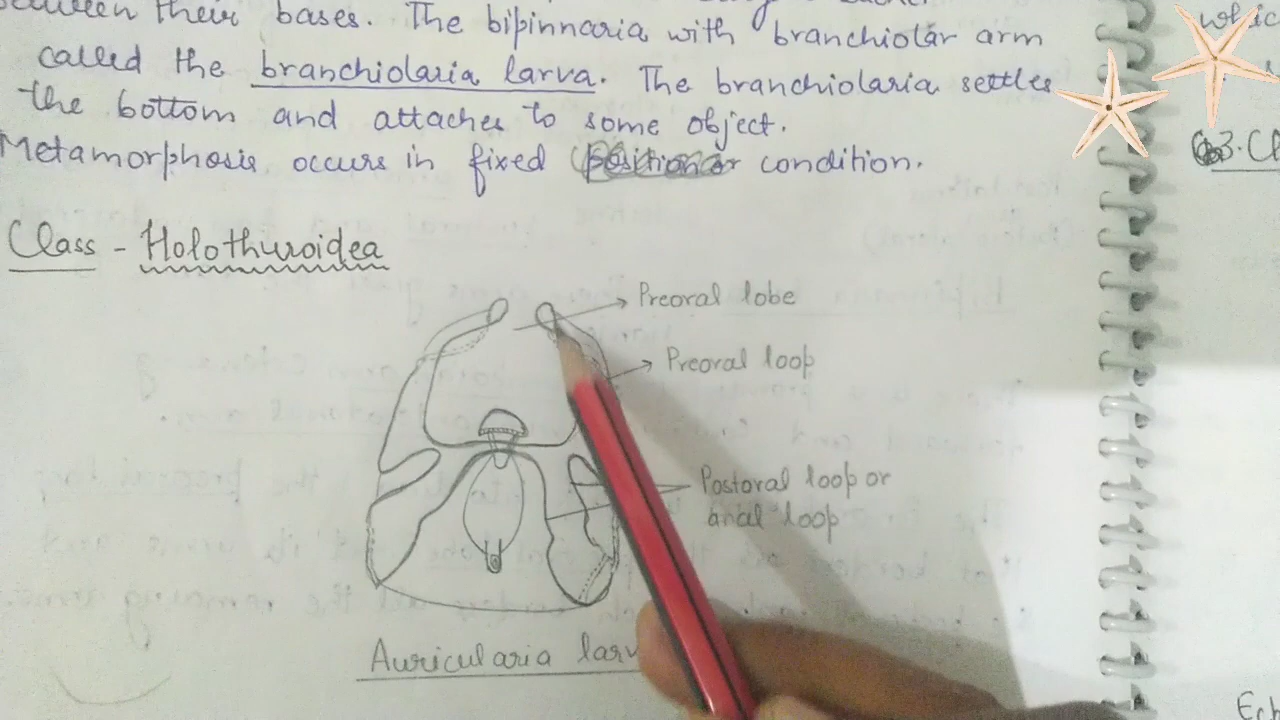 between their bases. The bipinnaria with branchiolar arm
called the branchiolaria larva. The branchiolaria settles
the bottom and attaches to some object.
Metamorphosis occurs in fixed condition.
Class - Holothuroidea
Preoral lobe
Preoral loop
Postoral loop or
anal loop
Auricularia larv